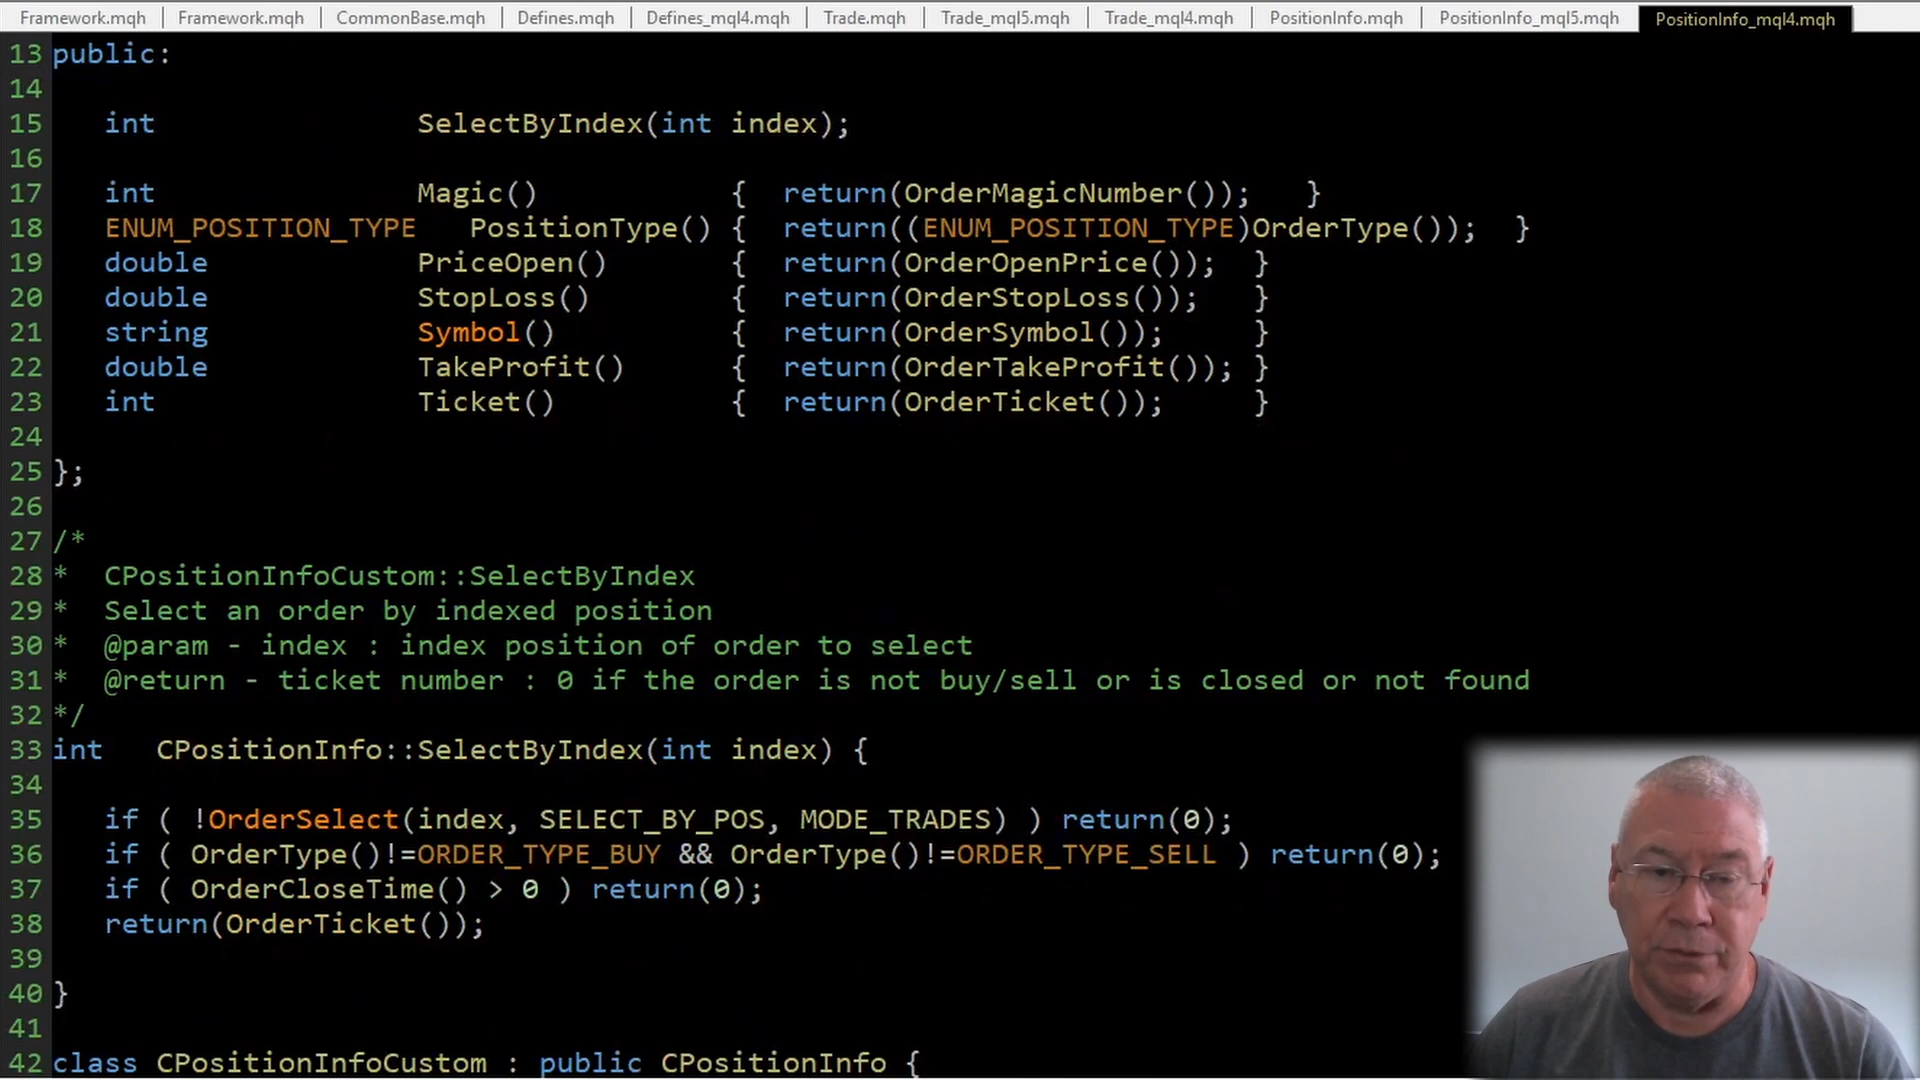 Framework.mqh Framework.mqh CommonBase.mqh Defines.mqh Defines_mql4.mqh Trade.mqh Trade_mql5.mqh Trade_mql4.mqh PositionInfo.mqh PositionInfo_mql5.mqh PositionInfo_mql4.mqh
13 public:
14
15 int SelectByIndex(int index);
16
17 int Magic() { return(OrderMagicNumber()); }
18 ENUM_POSITION_TYPE PositionType() { return((ENUM_POSITION_TYPE)OrderType()); }
19 double PriceOpen() { return(OrderOpenPrice()); }
20 double StopLoss() { return(OrderStopLoss()); }
21 string Symbol() { return(OrderSymbol()); }
22 double TakeProfit() { return(OrderTakeProfit()); }
23 int Ticket() { return(OrderTicket()); }
24
25 };
26
27 /*
28 * CPositionInfoCustom::SelectByIndex
29 * Select an order by indexed position
30 * @param - index : index position of order to select
31 * @return - ticket number : 0 if the order is not buy/sell or is closed or not found
32 */
33 int CPositionInfo::SelectByIndex(int index) {
34
35 if ( !OrderSelect(index, SELECT_BY_POS, MODE_TRADES) ) return(0);
36 if ( OrderType()!=ORDER_TYPE_BUY && OrderType()!=ORDER_TYPE_SELL ) return(0);
37 if ( OrderCloseTime() > 0 ) return(0);
38 return(OrderTicket());
39
40 }
41
42 class CPositionInfoCustom : public CPositionInfo {